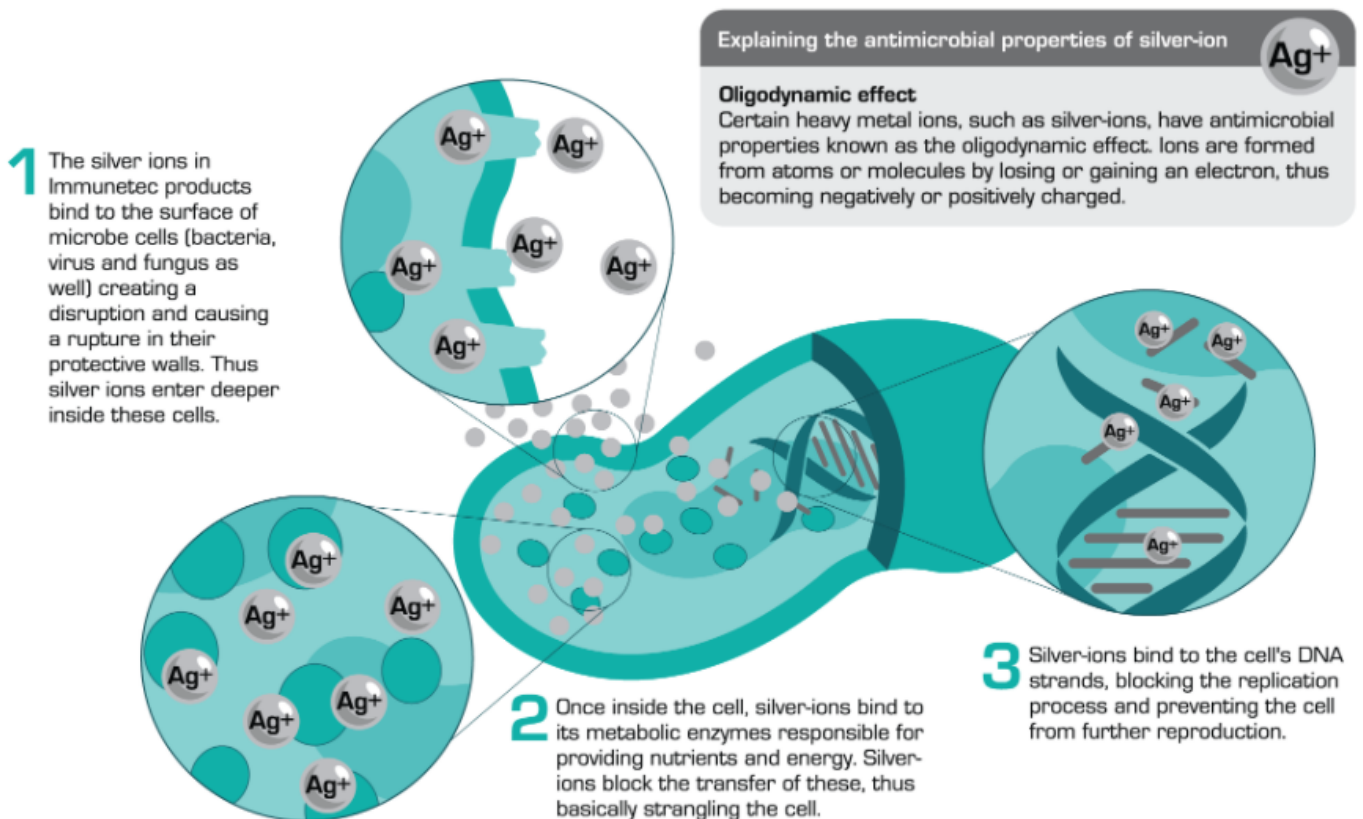 Explaining the antimicrobial properties of silver-ion
Ag+
Oligodynamic effect
Certain heavy metal ions, such as silver-ions, have antimicrobial
properties known as the oligodynamic effect. Ions are formed
from atoms or molecules by losing or gaining an electron, thus
becoming negatively or positively charged.
1
The silver ions in
Immunetec products
bind to the surface of
microbe cells (bacteria,
virus and fungus as
well) creating a
disruption and causing
a rupture in their
protective walls. Thus
silver ions enter deeper
inside these cells.
Ag+
Ag+
Ag+
Ag+
Ag+
Ag+
2
Once inside the cell, silver-ions bind to
its metabolic enzymes responsible for
providing nutrients and energy. Silver-
ions block the transfer of these, thus
basically strangling the cell.
Ag+
Ag+
Ag+
Ag+
Ag+
Ag+
Ag+
3
Silver-ions bind to the cell's DNA
strands, blocking the replication
process and preventing the cell
from further reproduction.
Ag+
Ag+
Ag+
Ag+
Ag+